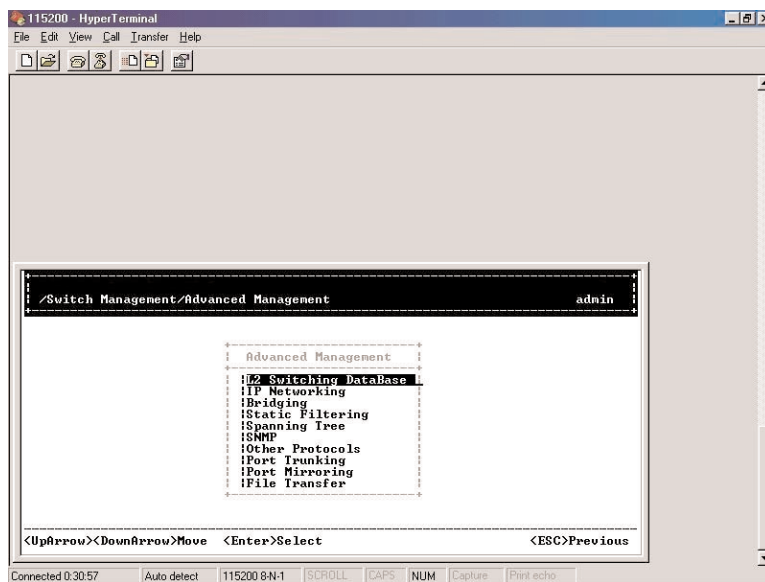 115200 - HyperTerminal
File Edit View Call Transfer Help
/Switch Management/Advanced Management admin
Advanced Management
L2 Switching DataBase
IP Networking
Bridging
Static Filtering
Spanning Tree
SNMP
Other Protocols
Port Trunking
Port Mirroring
File Transfer
<UpArrow><DownArrow>Move <Enter>Select <ESC>Previous
Connected 0:30:57 Auto detect 115200 8-N-1 SCROLL CAPS NUM Capture Print echo